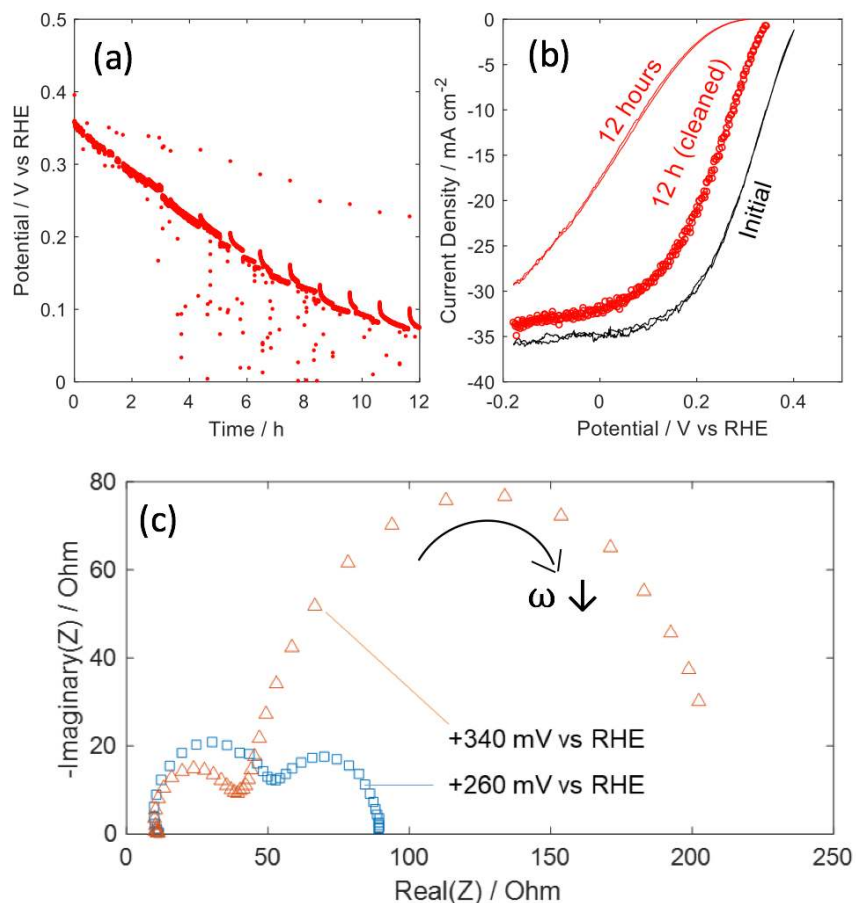 (a)
Potential / V vs RHE
0.5
0.4
0.3
0.2
0.1
0
0 2 4 6 8 10 12
Time / h
(b)
Current Density / mA cm-2
0
-5
-10
-15
-20
-25
-30
-35
-40
12 hours
12 h (cleaned)
Initial
-0.2 0 0.2 0.4
Potential / V vs RHE
(c)
-Imaginary(Z) / Ohm
80
60
40
20
0
ω ↓
+340 mV vs RHE
+260 mV vs RHE
0 50 100 150 200 250
Real(Z) / Ohm